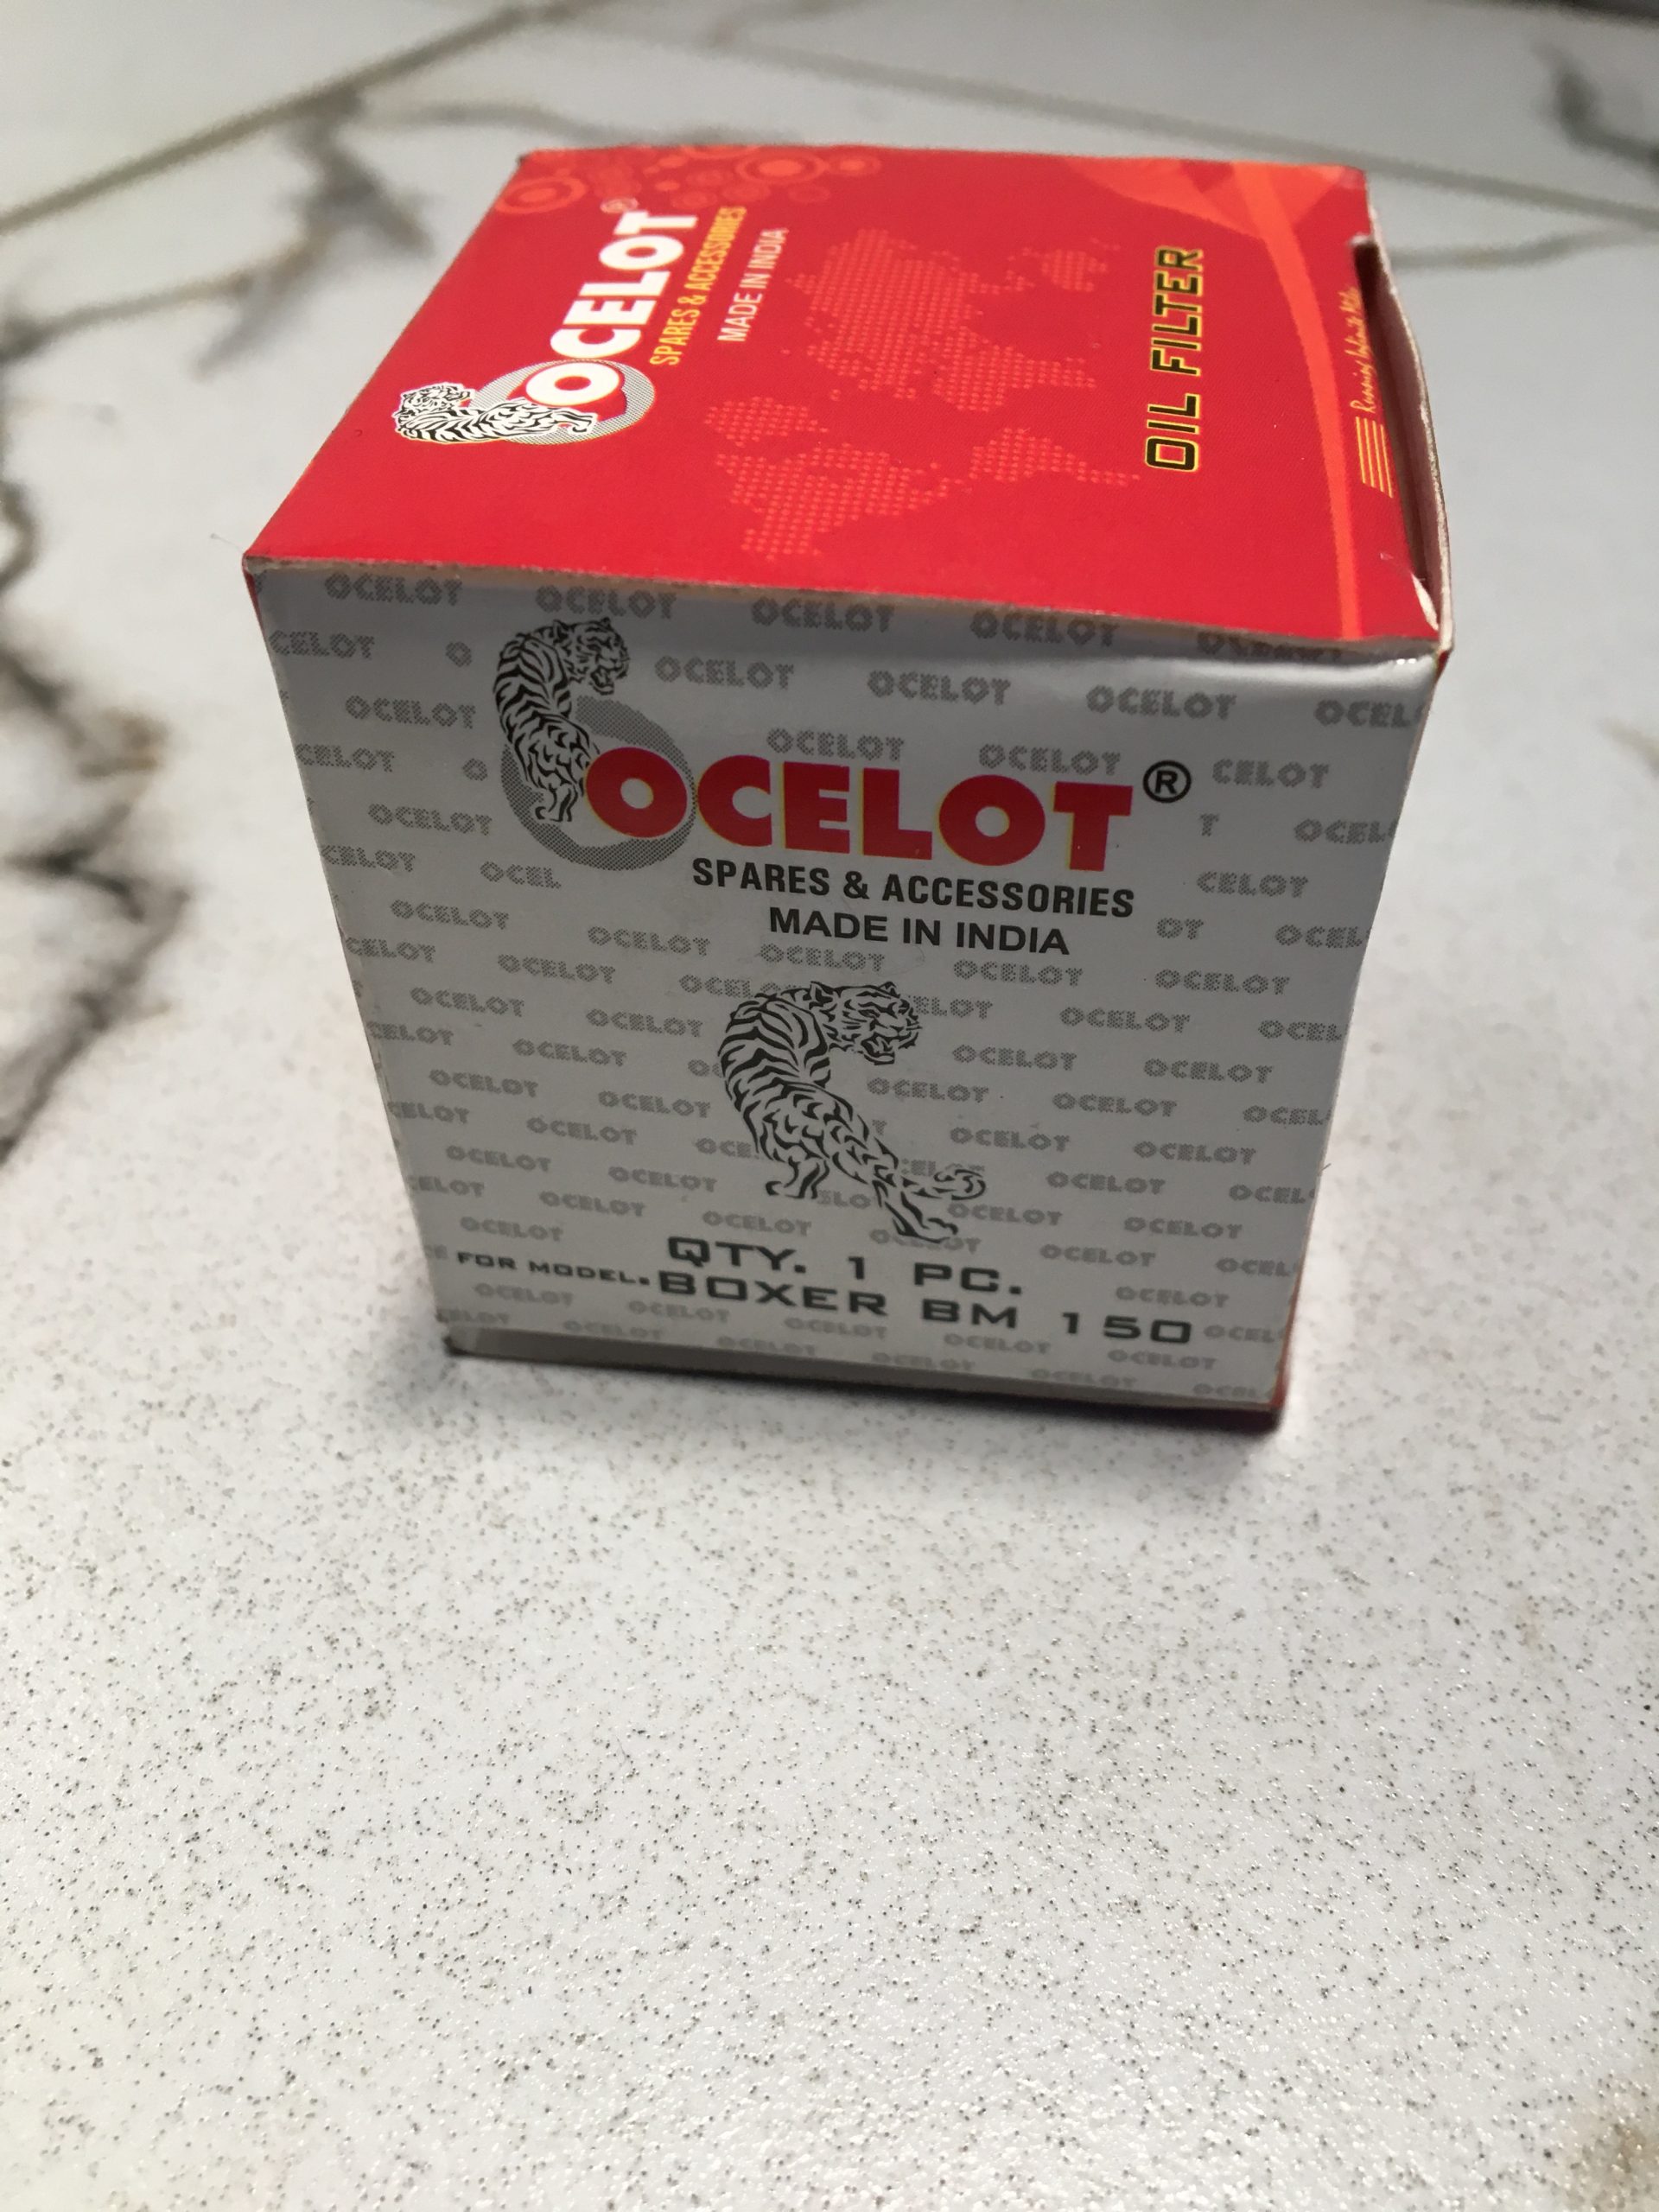 OCELOT®
SPARES & ACCESSORIES
MADE IN INDIA
OIL FILTER
OCELOT®
SPARES & ACCESSORIES
MADE IN INDIA
QTY. 1 PC.
FOR MODEL. BOXER BM 150